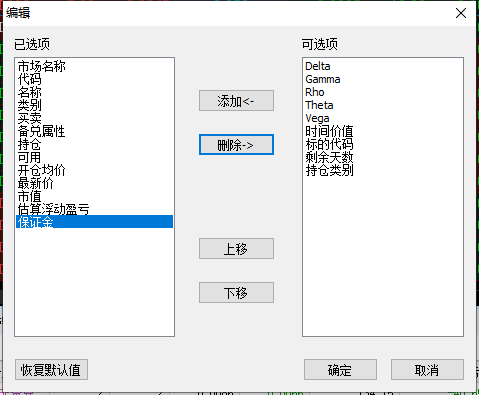 编辑
已选项
市场名称
代码
名称
类别
买卖
备兑属性
持仓
可用
开仓均价
最新价
市值
估算浮动盈亏
保证金
添加<-
删除->
上移
下移
可选项
Delta
Gamma
Rho
Theta
Vega
时间价值
标的代码
剩余天数
持仓类别
恢复默认值
确定
取消